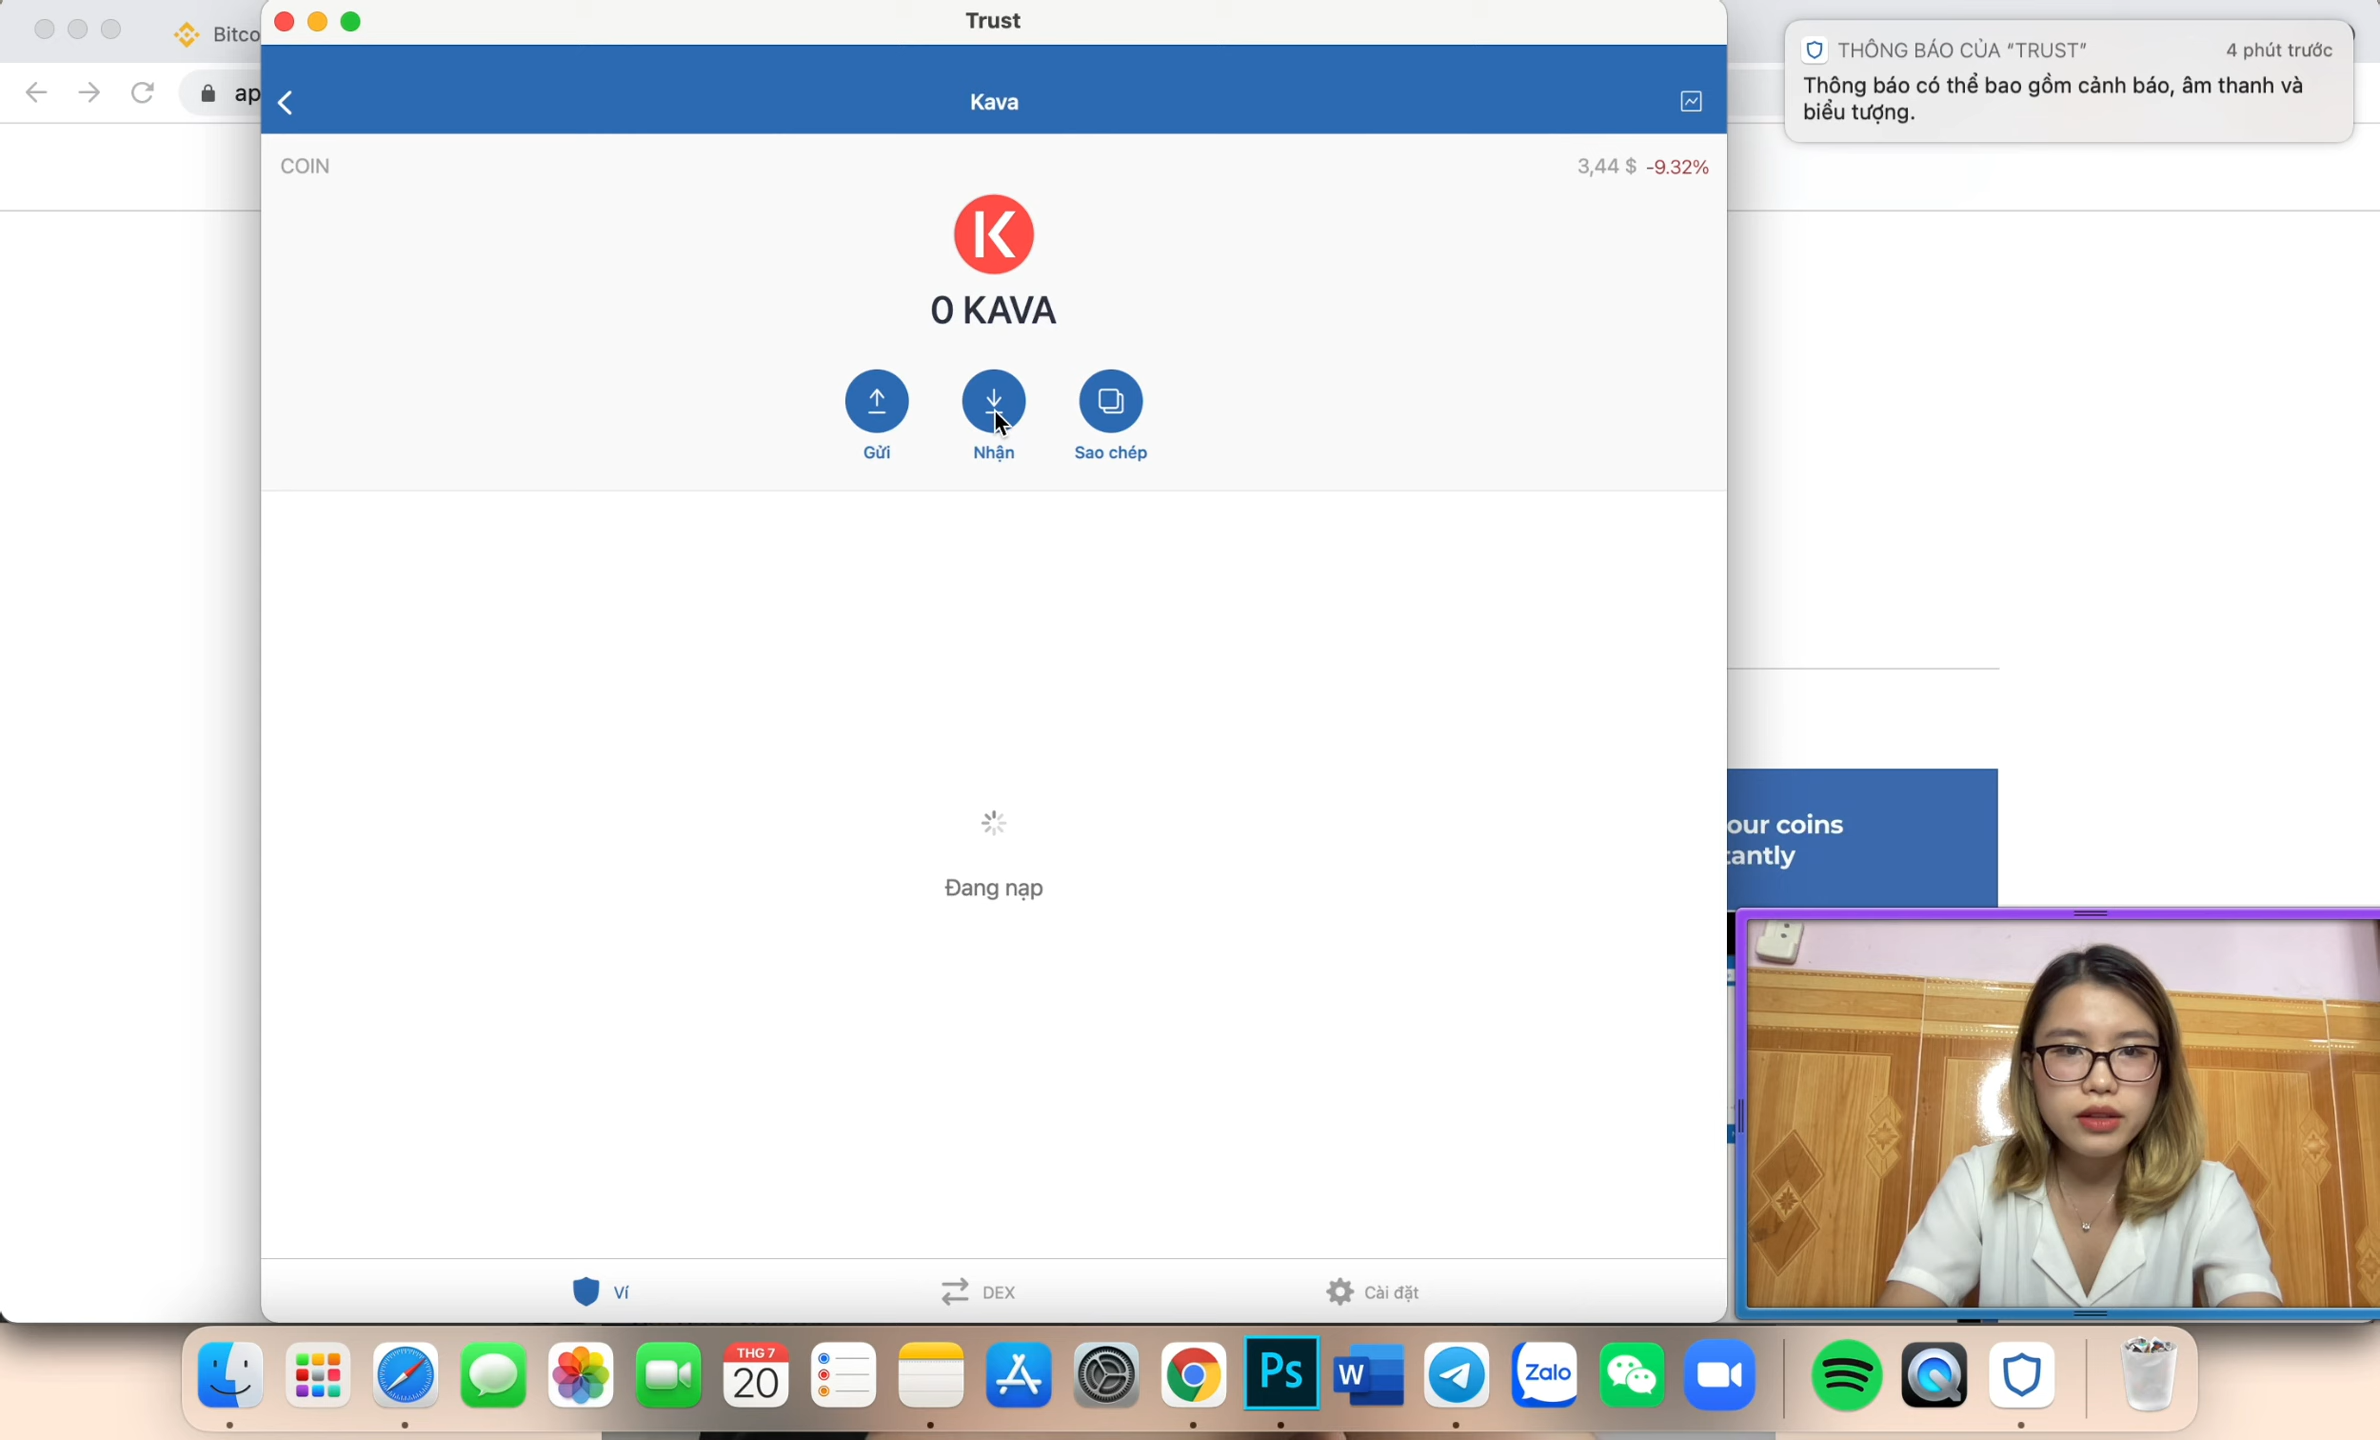 Bitco
Trust
THÔNG BÁO CỦA “TRUST”
4 phút trước
Thông báo có thể bao gồm cảnh báo, âm thanh và
biểu tượng.
ap
Kava
COIN
3,44 $ -9.32%
0 KAVA
Gửi
Nhận
Sao chép
our coins
tantly
Đang nạp
Ví
DEX
Cài đặt
THG 7
20
Ps
W
Zalo